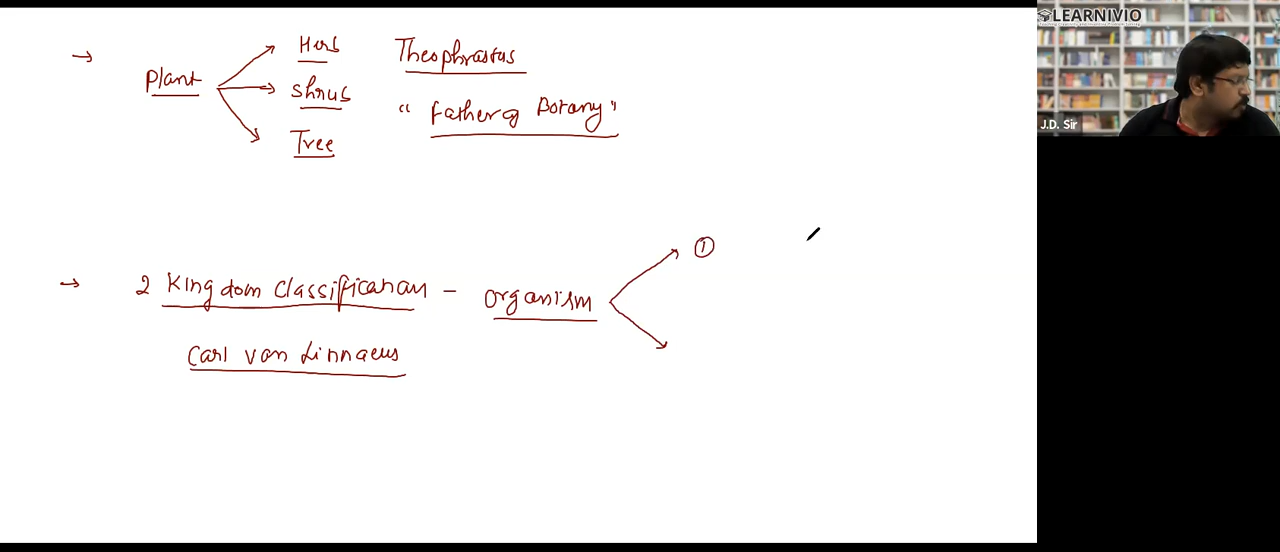 → Plant Herb Theophrastus
Shrub
"Father of Botany"
Tree
→ 2 Kingdom Classification - Organism ①
Carl von Linnaeus
LEARNIVIO
J.D. Sir